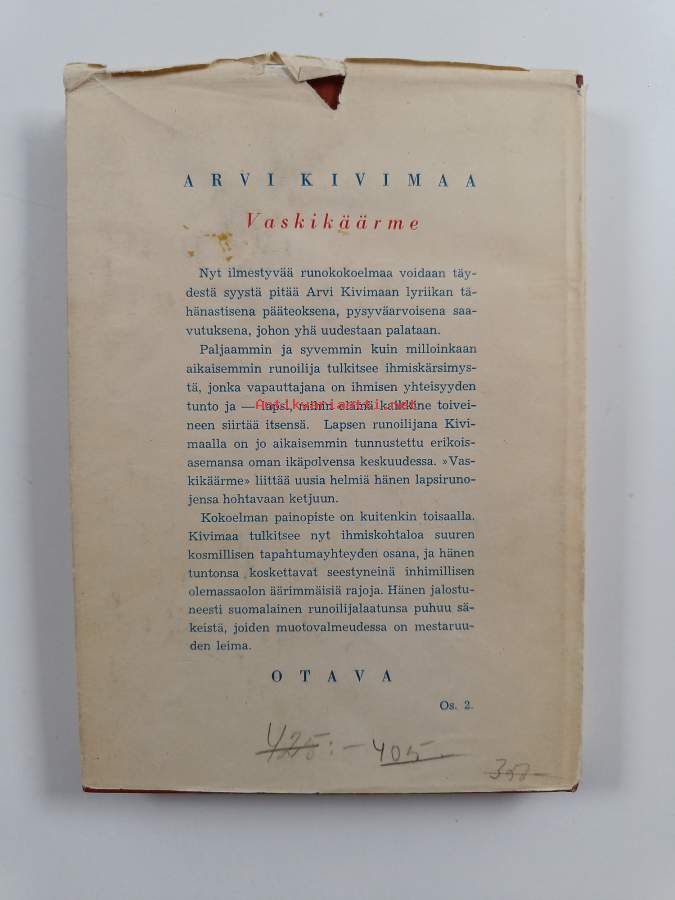 ARVI KIVIMAA
Vaskikäärme
Nyt ilmestyvää runokokoelmaa voidaan täy-
destä syystä pitää Arvi Kivimaan lyriikan tä-
hänastisena pääteoksena, pysyväarvoisena saa-
vutuksena, johon yhä uudestaan palataan.
Paljaammin ja syvemmin kuin milloinkaan
aikaisemmin runoilija tulkitsee ihmiskärsimys-
tä, jonka vapauttajana on ihmisen yhteisyyden
tunto ja — lapsi, mihin elämä kaikkine toivei-
Antikvariaatti.net
neen siirtää itsensä. Lapsen runoilijana Kivi-
maalla on jo aikaisemmin tunnustettu erikois-
asemansa oman ikäpolvensa keskuudessa. »Vas-
kikäärme» liittää uusia helmiä hänen lapsiruno-
jensa hohtavaan ketjuun.
Kokoelman painopiste on kuitenkin toisaalla.
Kivimaa tulkitsee nyt ihmiskohtaloa suuren
kosmillisen tapahtumayhteyden osana, ja hänen
tuntonsa koskettavat seestyneinä inhimillisen
olemassaolon äärimmäisiä rajoja. Hänen jalostu-
neesti suomalainen runoilijalaatunsa puhuu sä-
keistä, joiden muotovalmeudessa on mestaruu-
den leima.
OTAVA
Os. 2.
425:- 405.-